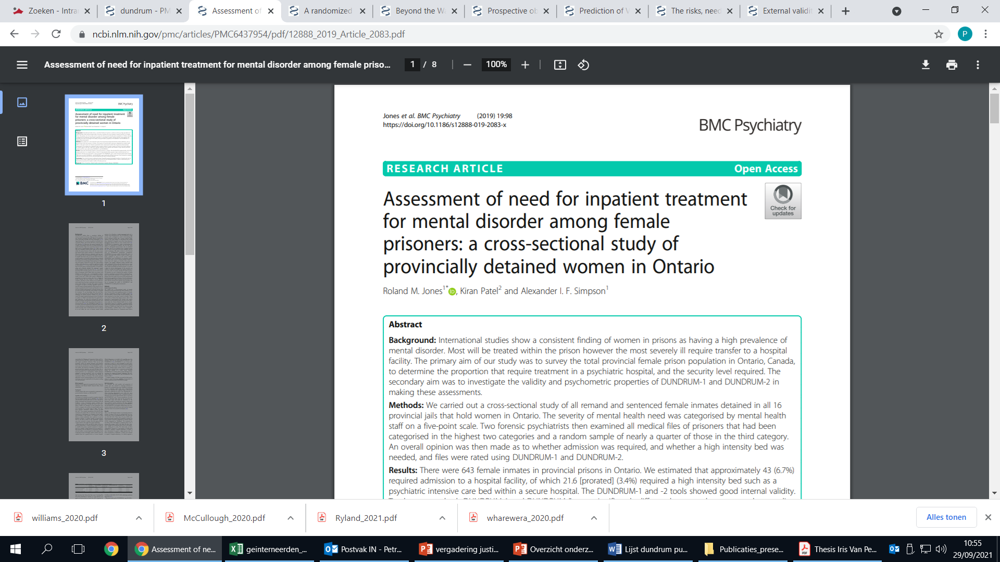 Zoeken - Intra
dundrum - PM
Assessment of
A randomized
Beyond the Wa
Prospective ob
Prediction of V
The risks, need
External validi
ncbi.nlm.nih.gov/pmc/articles/PMC6437954/pdf/12888_2019_Article_2083.pdf
P
Assessment of need for inpatient treatment for mental disorder among female priso...
1 / 8
100%
1
2
3
Jones et al. BMC Psychiatry (2019) 19:98
https://doi.org/10.1186/s12888-019-2083-x
BMC Psychiatry
RESEARCH ARTICLE Open Access
Assessment of need for inpatient treatment
for mental disorder among female
prisoners: a cross-sectional study of
provincially detained women in Ontario
Check for
updates
Roland M. Jones1* iD, Kiran Patel2 and Alexander I. F. Simpson1
Abstract
Background: International studies show a consistent finding of women in prisons as having a high prevalence of
mental disorder. Most will be treated within the prison however the most severely ill require transfer to a hospital
facility. The primary aim of our study was to survey the total provincial female prison population in Ontario, Canada,
to determine the proportion that require treatment in a psychiatric hospital, and the security level required. The
secondary aim was to investigate the validity and psychometric properties of DUNDRUM-1 and DUNDRUM-2 in
making these assessments.
Methods: We carried out a cross-sectional study of all remand and sentenced female inmates detained in all 16
provincial jails that hold women in Ontario. The severity of mental health need was categorised by mental health
staff on a five-point scale. Two forensic psychiatrists then examined all medical files of prisoners that had been
categorised in the highest two categories and a random sample of nearly a quarter of those in the third category.
An overall opinion was then made as to whether admission was required, and whether a high intensity bed was
needed, and files were rated using DUNDRUM-1 and DUNDRUM-2.
Results: There were 643 female inmates in provincial prisons in Ontario. We estimated that approximately 43 (6.7%)
required admission to a hospital facility, of which 21.6 [prorated] (3.4%) required a high intensity bed such as a
psychiatric intensive care bed within a secure hospital. The DUNDRUM-1 and -2 tools showed good internal validity.
williams_2020.pdf
McCullough_2020.pdf
Ryland_2021.pdf
wharewera_2020.pdf
Alles tonen
Assessment of ne...
geinterneerden_...
Postvak IN - Petr...
vergadering justi...
Overzicht onderz...
Lijst dundrum pu...
Publicaties_prese...
Thesis Iris Van Pe...
10:55
29/09/2021